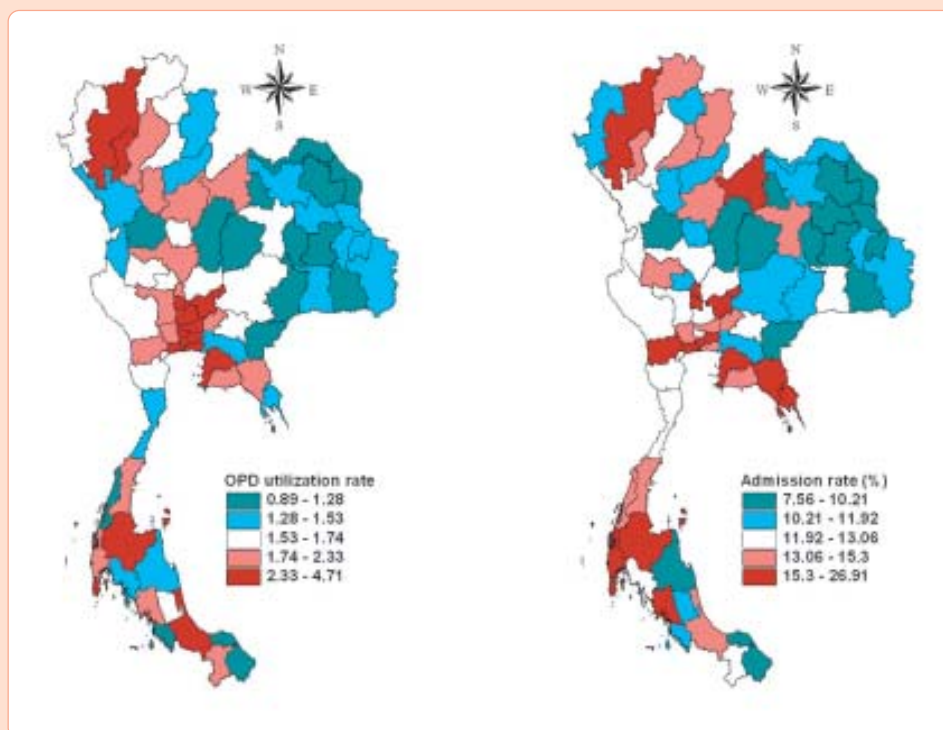 N
W E
S
OPD utilization rate
0.89 - 1.28
1.28 - 1.53
1.53 - 1.74
1.74 - 2.33
2.33 - 4.71
N
W E
S
Admission rate (%)
7.56 - 10.21
10.21 - 11.92
11.92 - 13.06
13.06 - 15.3
15.3 - 26.91